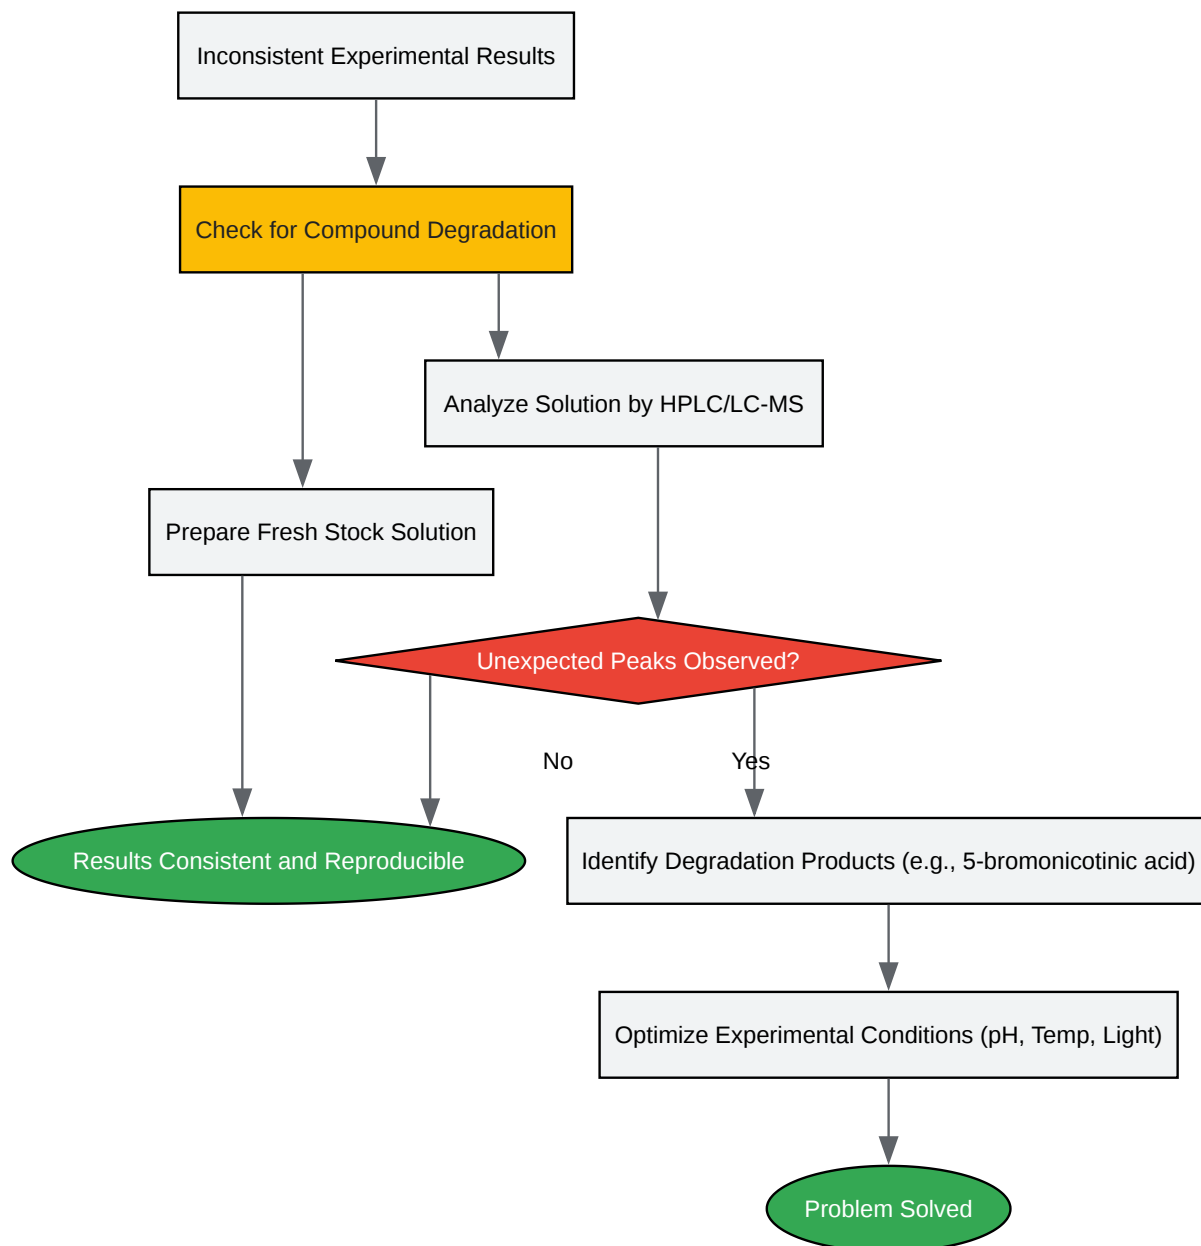 Inconsistent Experimental Results
Check for Compound Degradation
Analyze Solution by HPLC/LC-MS
Prepare Fresh Stock Solution
Unexpected Peaks Observed?
No
Yes
Results Consistent and Reproducible
Identify Degradation Products (e.g., 5-bromonicotinic acid)
Optimize Experimental Conditions (pH, Temp, Light)
Problem Solved